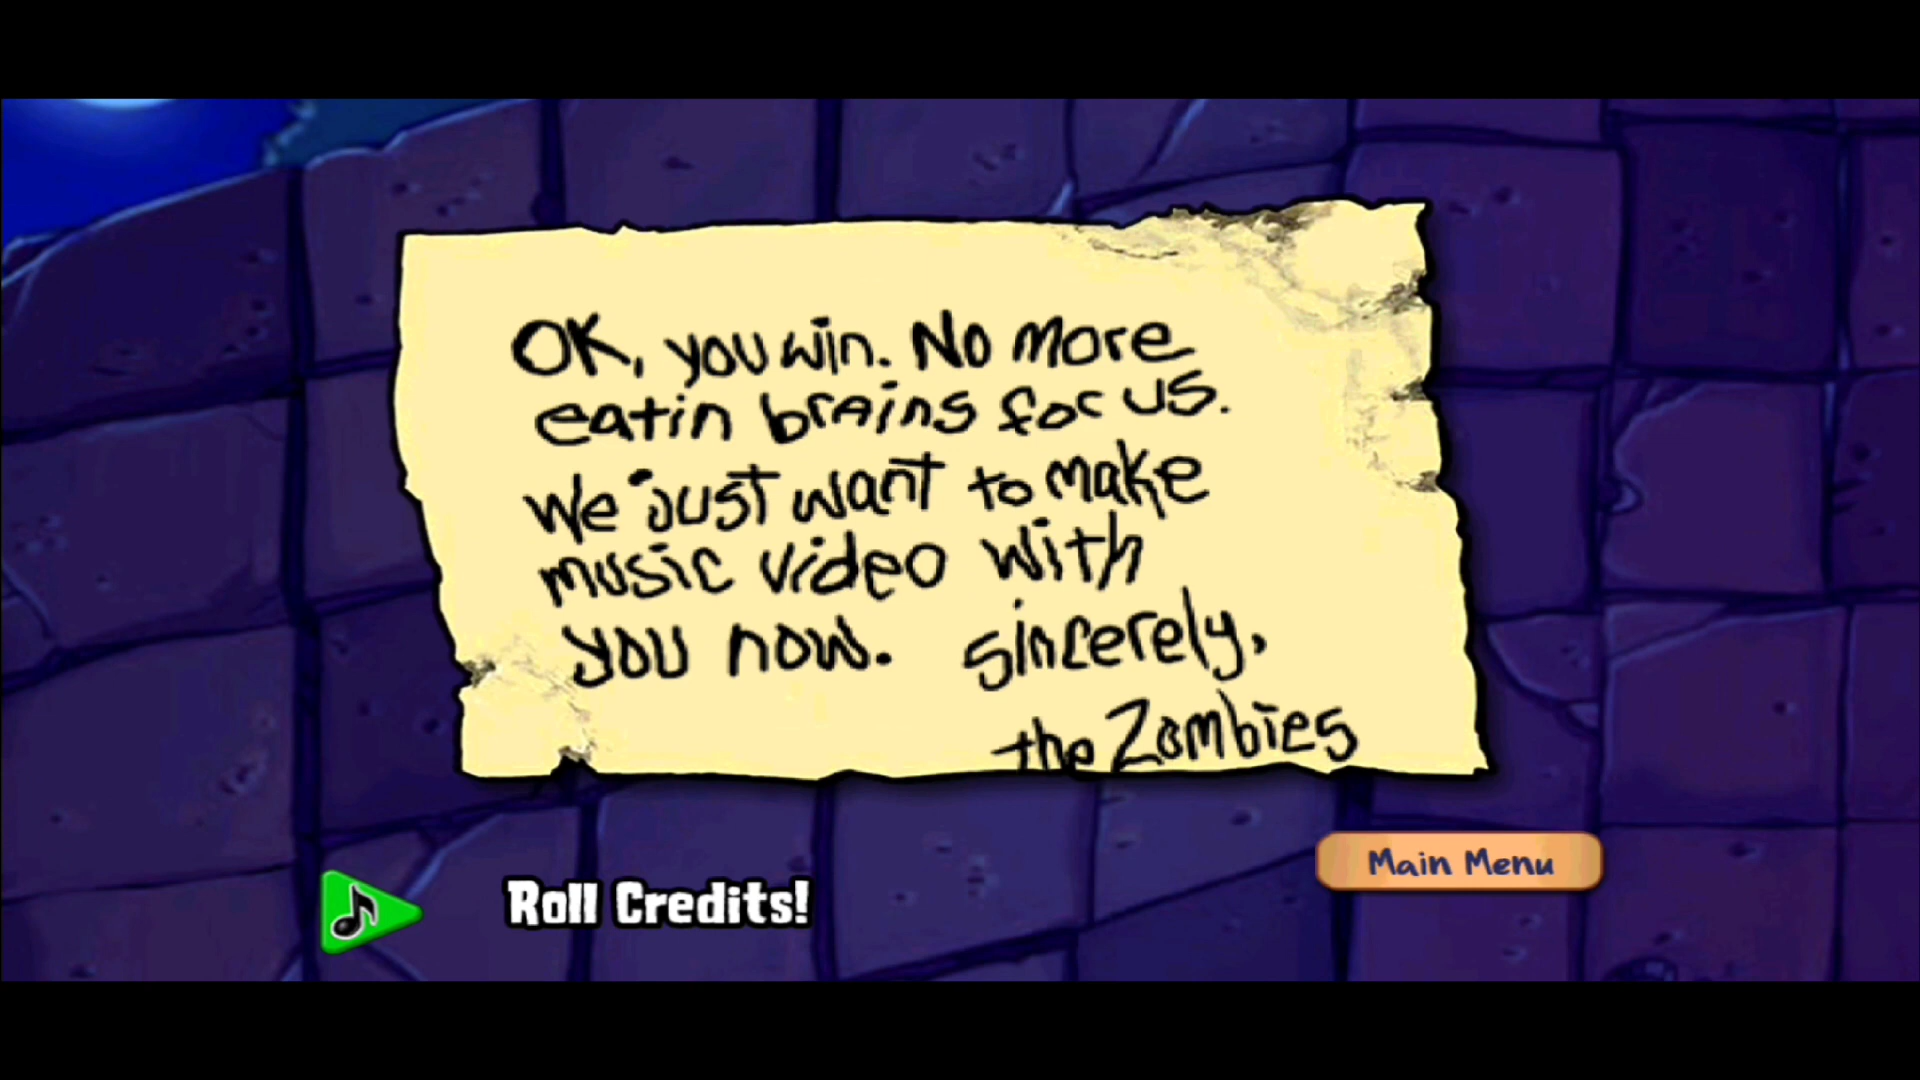 OK, you win. No more
eatin brains for us.
We just want to make
music video with
you now. sincerely,
the Zombies
Main Menu
Roll Credits!